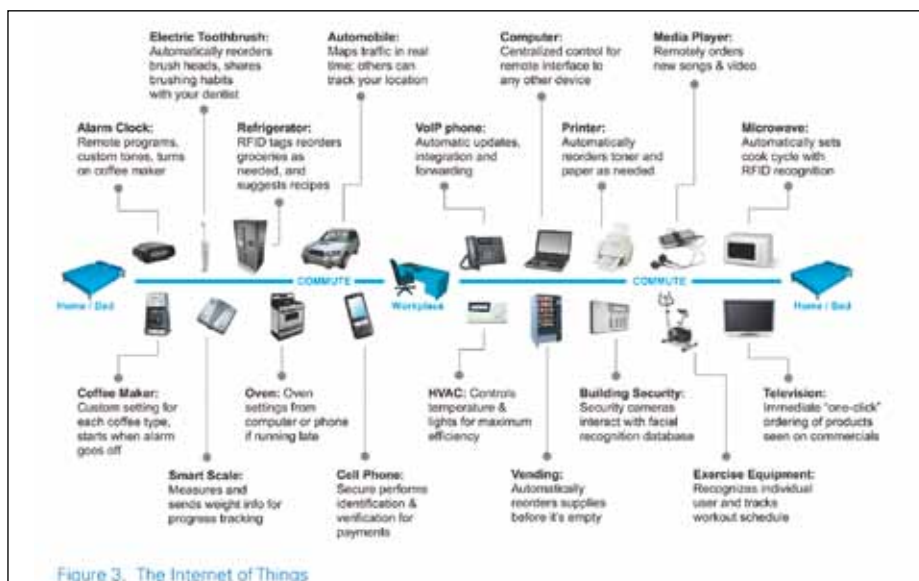 Electric Toothbrush:
Automatically reorders
brush heads, shares
brushing habits
with your dentist
Automobile:
Maps traffic in real
time; others can
track your location
Computer:
Centralized control for
remote interface to
any other device
Media Player:
Remotely orders
new songs & video
Alarm Clock:
Remote programs,
custom tones, turns
on coffee maker
Refrigerator:
RFID tags reorders
groceries as
needed, and
suggests recipes
VoIP phone:
Automatic updates,
integration and
forwarding
Printer:
Automatically
reorders toner and
paper as needed
Microwave:
Automatically sets
cook cycle with
RFID recognition
Home / Bed
COMMUTE
Workplace
COMMUTE
Home / Bed
Coffee Maker:
Custom setting for
each coffee type,
starts when alarm
goes off
Oven: Oven
settings from
computer or phone
if running late
HVAC: Controls
temperature &
lights for maximum
efficiency
Building Security:
Security cameras
interact with facial
recognition database
Television:
Immediate "one-click"
ordering of products
seen on commercials
Smart Scale:
Measures and
sends weight info for
progress tracking
Cell Phone:
Secure performs
identification &
verification for
payments
Vending:
Automatically
reorders supplies
before it's empty
Exercise Equipment:
Recognizes individual
user and tracks
workout schedule
Figure 3. The Internet of Things